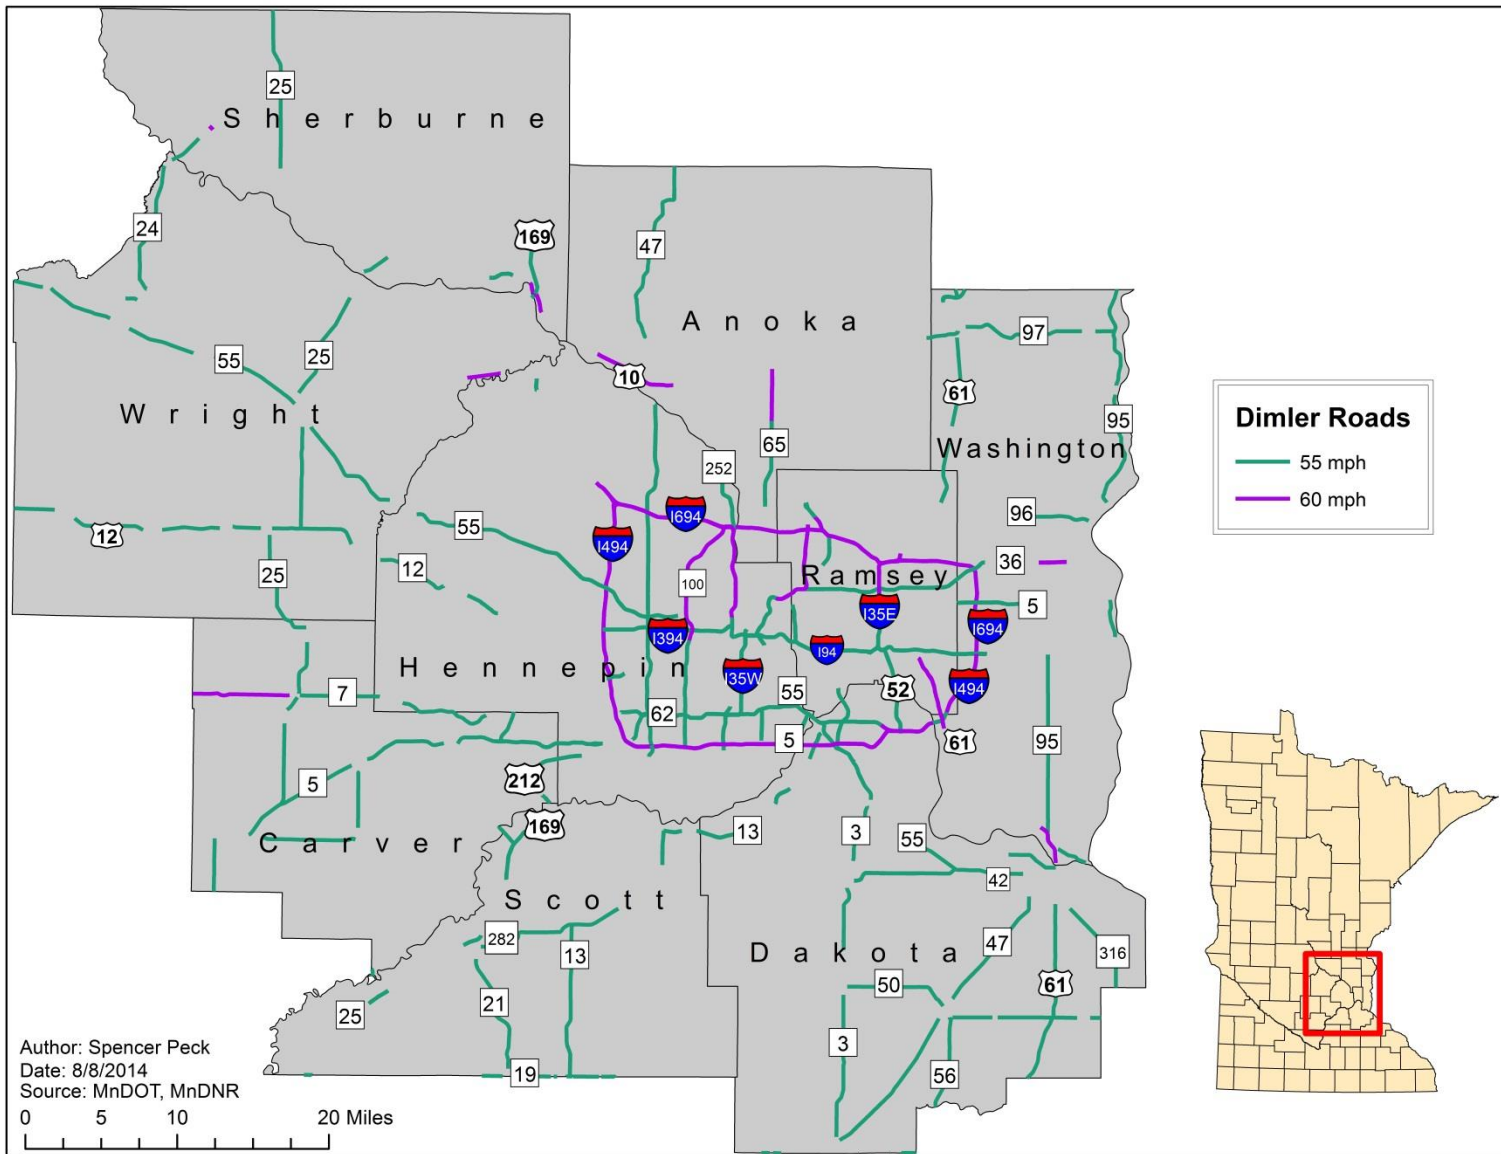 25
Sherburne
24
169
47
Anoka
97
55
25
10
61
Wright
95
65
Washington
252
I694
96
12
55
I494
36
25
12
100
Ramsey
5
I35E
I394
I694
I94
Hennepin
I35W
I494
7
55
52
62
5
61
95
212
5
169
13
3
55
Carver
42
Scott
282
13
Dakota
47
316
50
61
21
25
3
19
56
Dimler Roads
55 mph
60 mph
Author: Spencer Peck
Date: 8/8/2014
Source: MnDOT, MnDNR
0 5 10 20 Miles